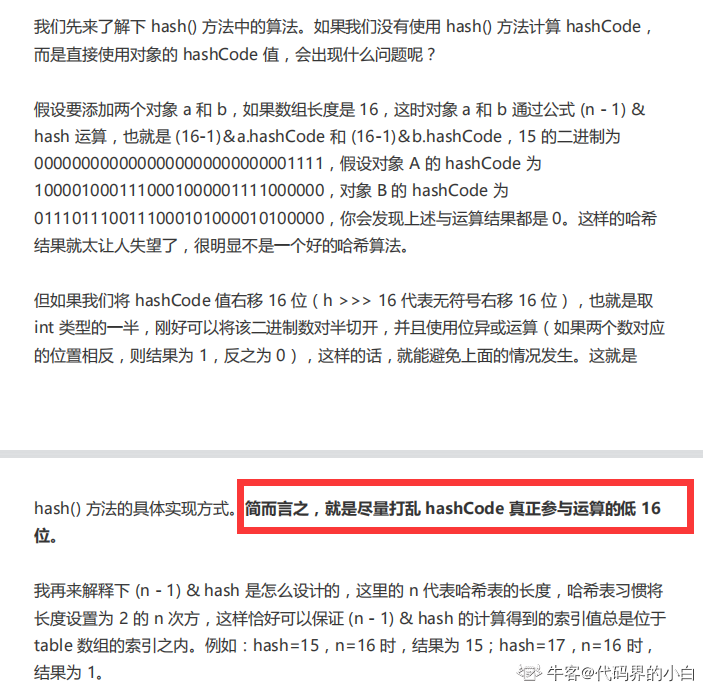 我们先来了解下 hash() 方法中的算法。如果我们没有使用 hash() 方法计算 hashCode，
而是直接使用对象的 hashCode 值，会出现什么问题呢？
假设要添加两个对象 a 和 b，如果数组长度是 16，这时对象 a 和 b 通过公式 (n - 1) &
hash 运算，也就是 (16-1)＆a.hashCode 和 (16-1)＆b.hashCode，15 的二进制为
0000000000000000000000000001111，假设对象 A 的 hashCode 为
1000010001110001000001111000000，对象 B 的 hashCode 为
0111011100111000101000010100000，你会发现上述与运算结果都是 0。这样的哈希
结果就太让人失望了，很明显不是一个好的哈希算法。
但如果我们将 hashCode 值右移 16 位（h >>> 16 代表无符号右移 16 位），也就是取
int 类型的一半，刚好可以将该二进制数对半切开，并且使用位异或运算（如果两个数对应
的位置相反，则结果为 1，反之为 0），这样的话，就能避免上面的情况发生。这就是
hash() 方法的具体实现方式。简而言之，就是尽量打乱 hashCode 真正参与运算的低 16
位。
我再来解释下 (n - 1) & hash 是怎么设计的，这里的 n 代表哈希表的长度，哈希表习惯将
长度设置为 2 的 n 次方，这样恰好可以保证 (n - 1) & hash 的计算得到的索引值总是位于
table 数组的索引之内。例如：hash=15，n=16 时，结果为 15；hash=17，n=16 时，
结果为 1。
牛客@代码界的小白